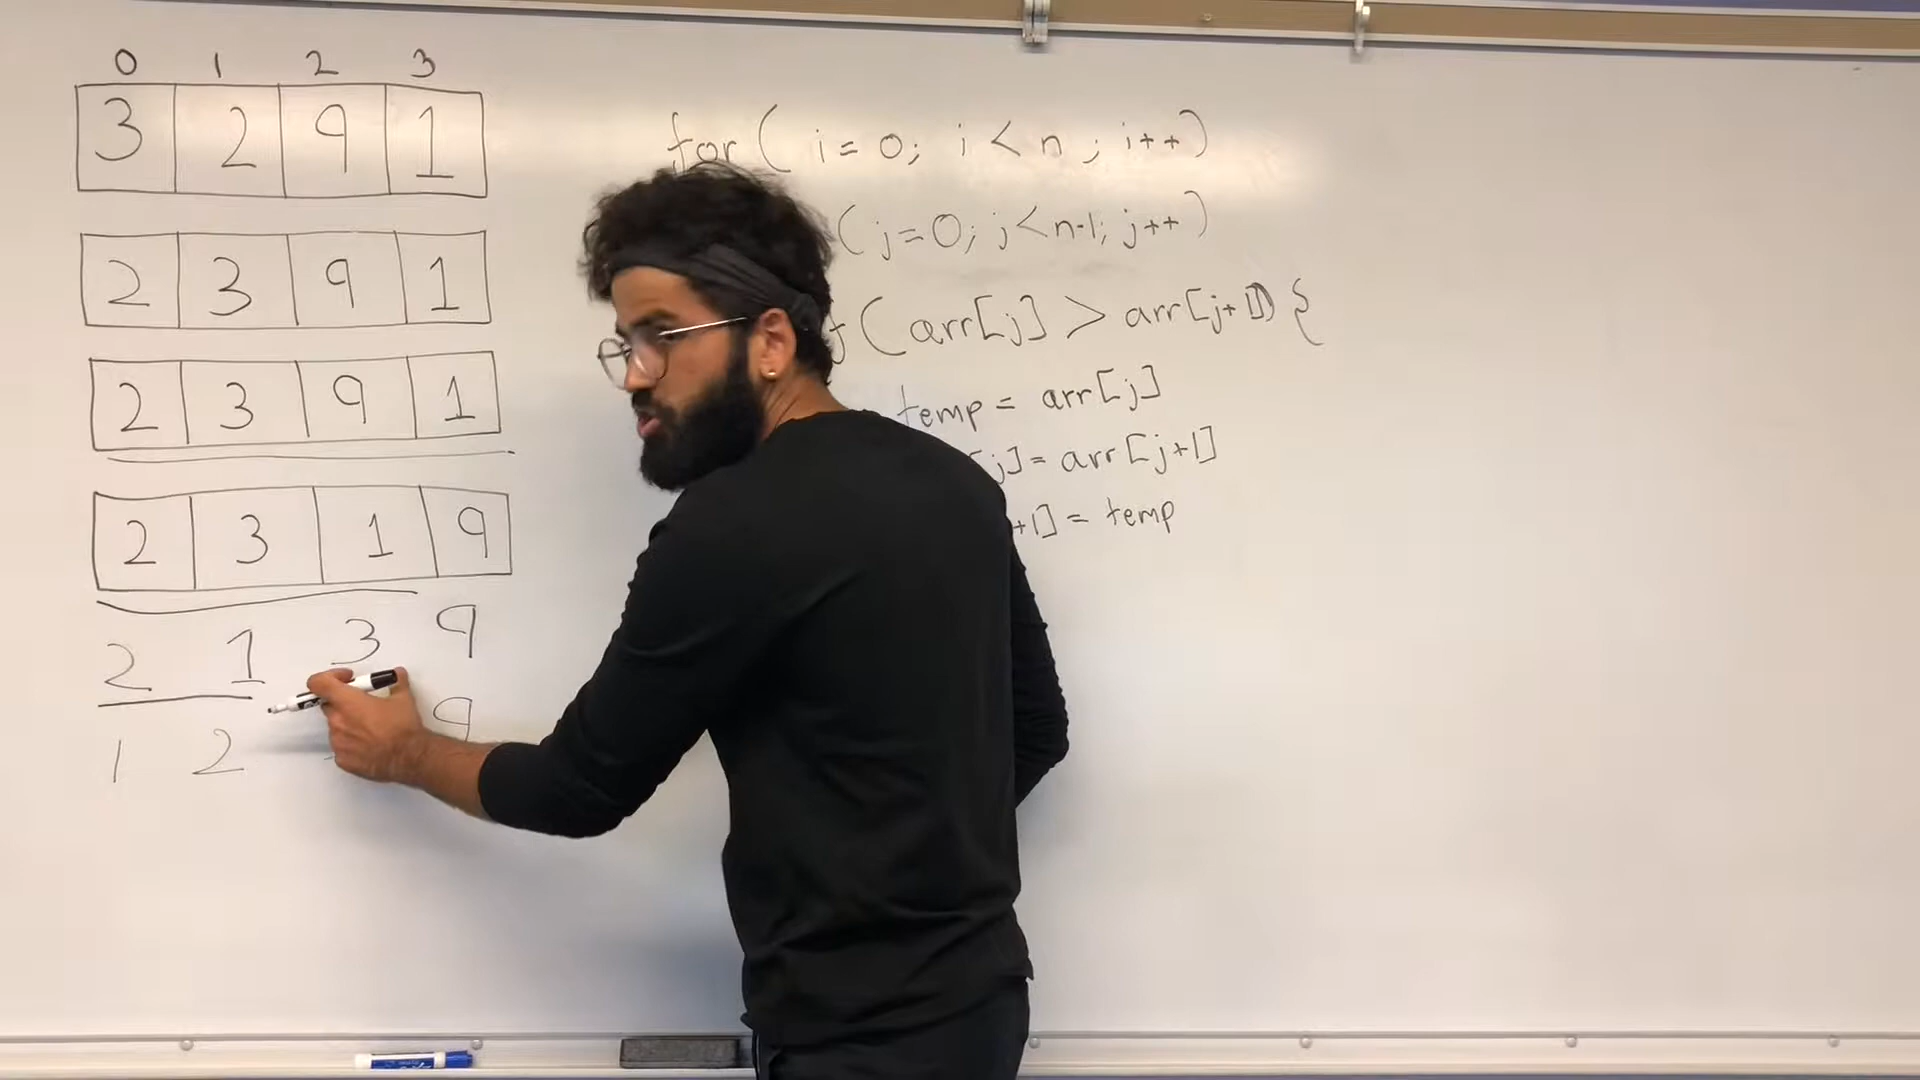 0 1 2 3
3 2 9 1
2 3 9 1
2 3 9 1
2 3 1 9
2 1 3 9
1 2 9
for ( i = 0; i < n ; i++)
(j=0; j<n-1; j++)
f (arr[j] > arr[j+1]) {
temp = arr[j]
j] = arr[j+1]
+1] = temp